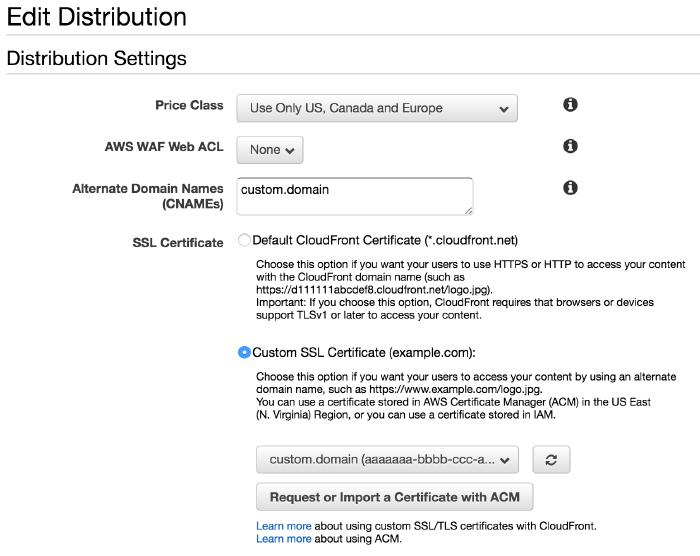 Edit Distribution
Distribution Settings
Price Class
Use Only US, Canada and Europe
AWS WAF Web ACL
None
Alternate Domain Names
(CNAMEs)
custom.domain
SSL Certificate
Default CloudFront Certificate (*.cloudfront.net)
Choose this option if you want your users to use HTTPS or HTTP to access your content
with the CloudFront domain name (such as
https://d111111abcdef8.cloudfront.net/logo.jpg).
Important: If you choose this option, CloudFront requires that browsers or devices
support TLSv1 or later to access your content.
Custom SSL Certificate (example.com):
Choose this option if you want your users to access your content by using an alternate
domain name, such as https://www.example.com/logo.jpg.
You can use a certificate stored in AWS Certificate Manager (ACM) in the US East
(N. Virginia) Region, or you can use a certificate stored in IAM.
custom.domain (aaaaaaa-bbbb-ccc-a...
Request or Import a Certificate with ACM
Learn more about using custom SSL/TLS certificates with CloudFront.
Learn more about using ACM.